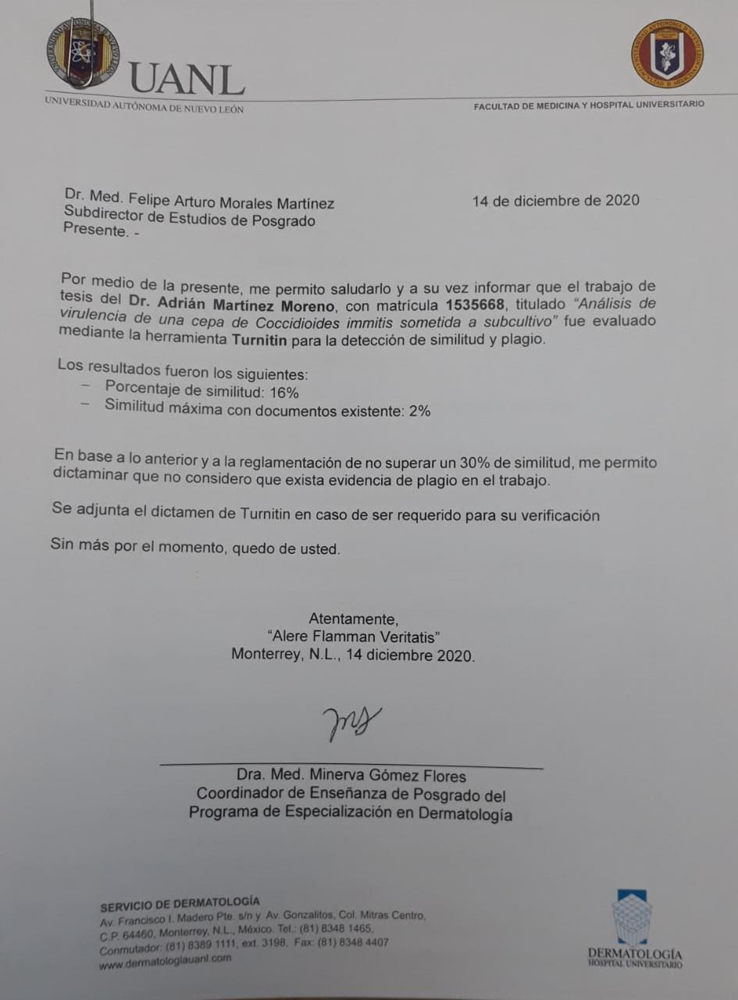 UANL
UNIVERSIDAD AUTÓNOMA DE NUEVO LEÓN
FACULTAD DE MEDICINA Y HOSPITAL UNIVERSITARIO
Dr. Med. Felipe Arturo Morales Martínez
14 de diciembre de 2020
Subdirector de Estudios de Posgrado
Presente. -
Por medio de la presente, me permito saludarlo y a su vez informar que el trabajo de
tesis del Dr. Adrián Martínez Moreno, con matrícula 1535668, titulado “Análisis de
virulencia de una cepa de Coccidioides immitis sometida a subcultivo” fue evaluado
mediante la herramienta Turnitin para la detección de similitud y plagio.
Los resultados fueron los siguientes:
– Porcentaje de similitud: 16%
– Similitud máxima con documentos existente: 2%
En base a lo anterior y a la reglamentación de no superar un 30% de similitud, me permito
dictaminar que no considero que exista evidencia de plagio en el trabajo.
Se adjunta el dictamen de Turnitin en caso de ser requerido para su verificación
Sin más por el momento, quedo de usted.
Atentamente,
“Alere Flamman Veritatis”
Monterrey, N.L., 14 diciembre 2020.
Dra. Med. Minerva Gómez Flores
Coordinador de Enseñanza de Posgrado del
Programa de Especialización en Dermatología
SERVICIO DE DERMATOLOGÍA
Av. Francisco I. Madero Pte. s/n y Av. Gonzalitos, Col. Mitras Centro,
C.P. 64460, Monterrey, N.L., México. Tel.: (81) 8348 1465,
Conmutador: (81) 8389 1111, ext. 3198, Fax: (81) 8348 4407
www.dermatologiauanl.com
DERMATOLOGÍA
HOSPITAL UNIVERSITARIO